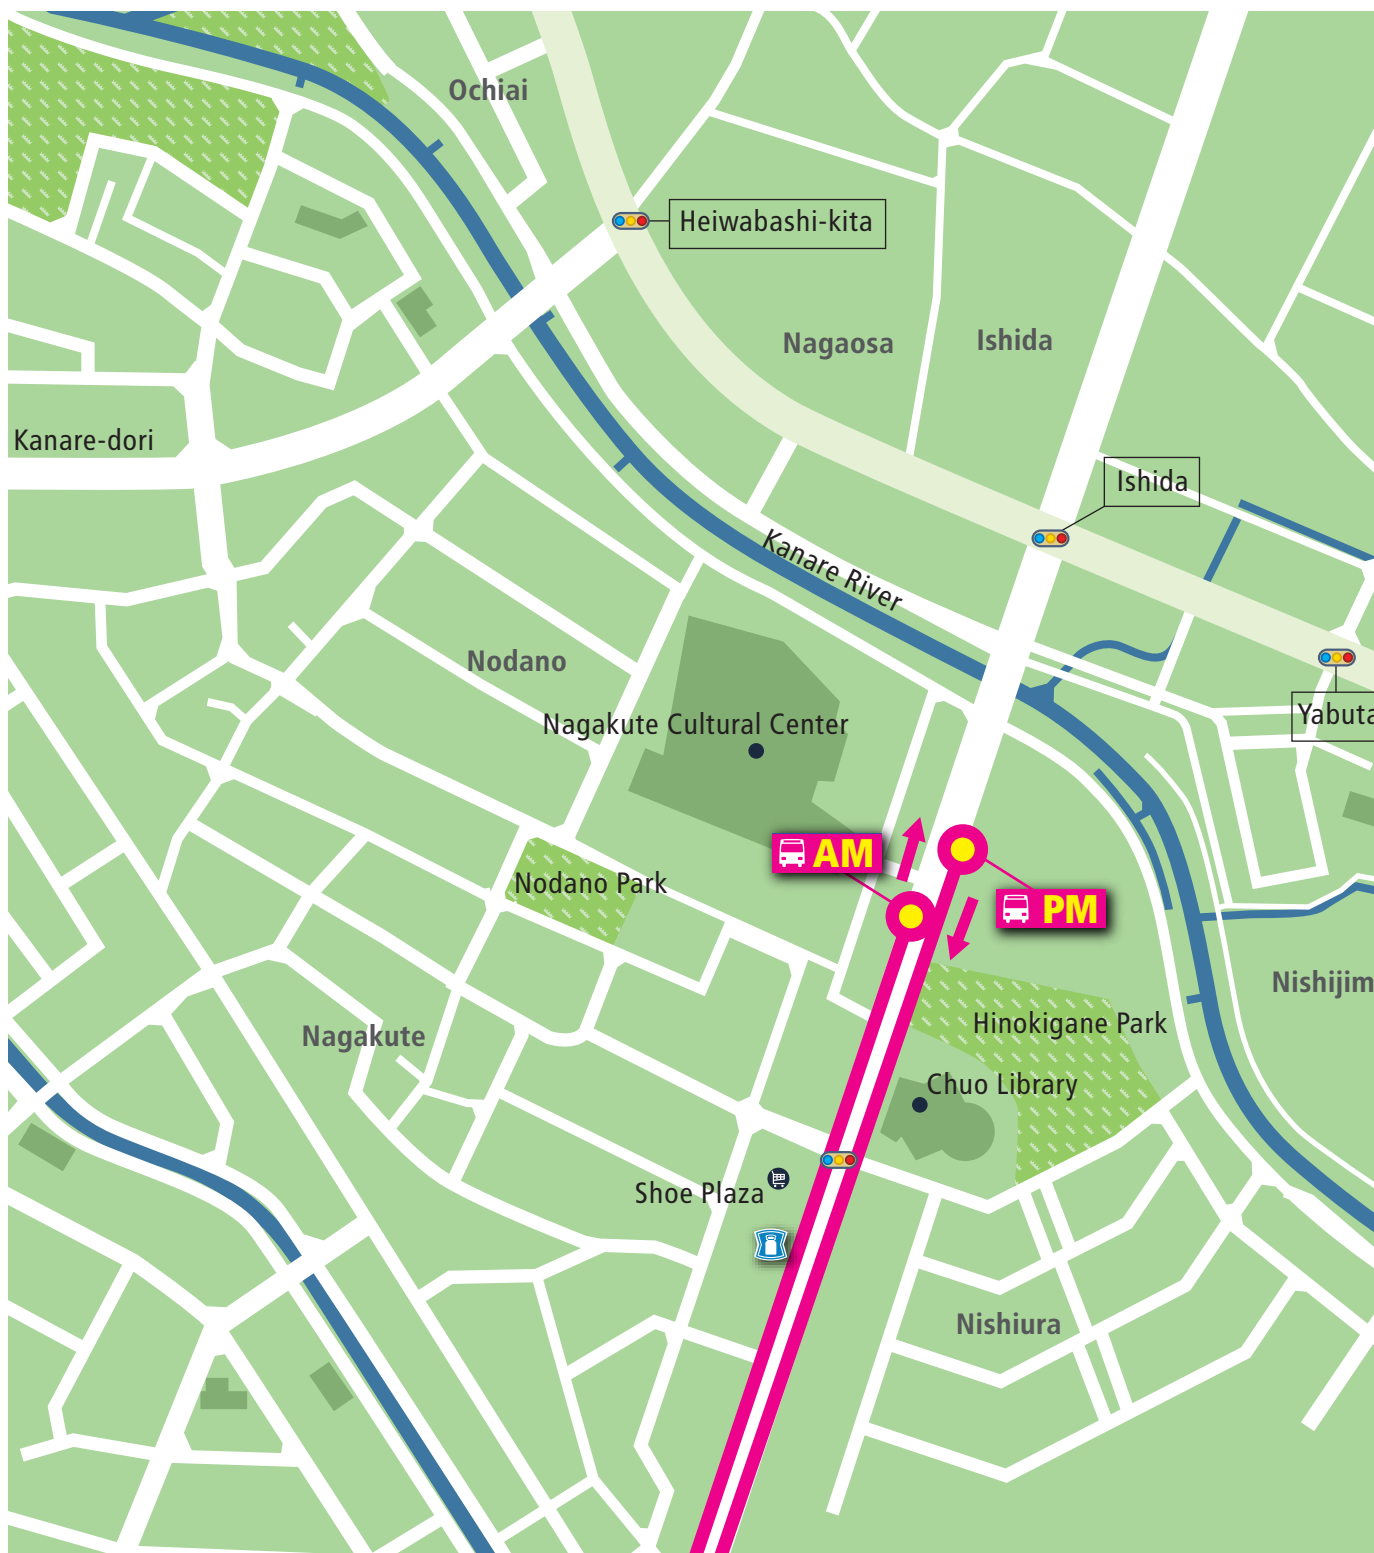 Ochiai
Heiwabashi-kita
Nagaosa
Ishida
Kanare-dori
Ishida
Kanare River
Nodano
Nagakute Cultural Center
Yabuta
AM
Nodano Park
PM
Nishijim
Hinokigane Park
Nagakute
Chuo Library
Shoe Plaza
Nishiura